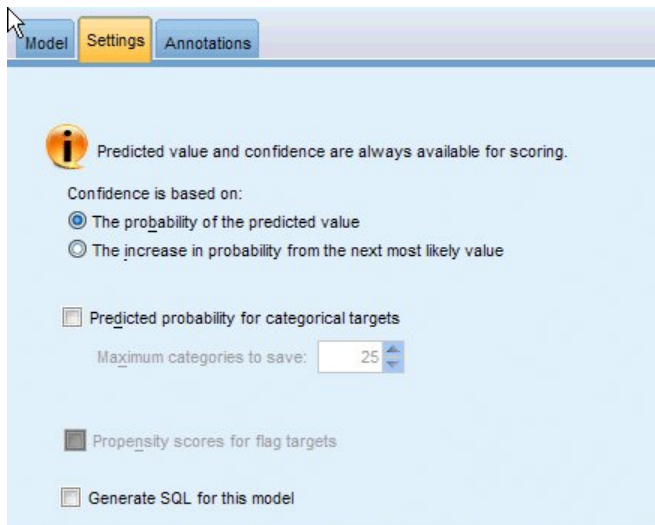 Model Settings Annotations
Predicted value and confidence are always available for scoring.
Confidence is based on:
The probability of the predicted value
The increase in probability from the next most likely value
Predicted probability for categorical targets
Maximum categories to save: 25
Propensity scores for flag targets
Generate SQL for this model